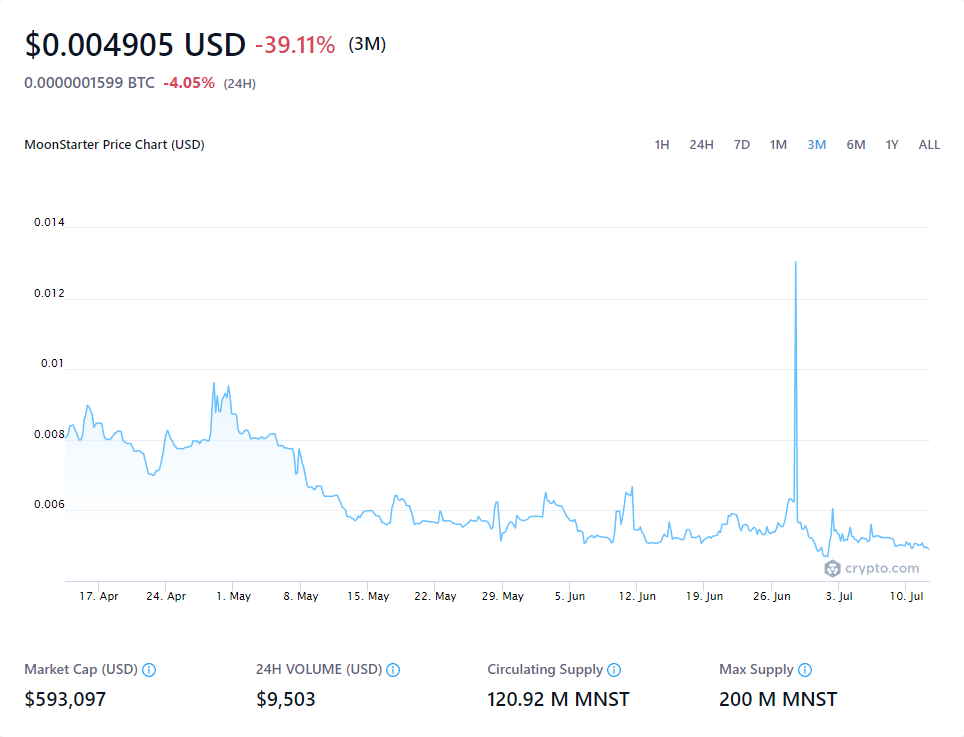 $0.004905 USD -39.11% (3M)
0.0000001599 BTC -4.05% (24H)
MoonStarter Price Chart (USD) 1H 24H 7D 1M 3M 6M 1Y ALL
0.014
0.012
0.01
0.008
0.006
crypto.com
17. Apr 24. Apr 1. May 8. May 15. May 22. May 29. May 5. Jun 12. Jun 19. Jun 26. Jun 3. Jul 10. Jul
Market Cap (USD) 24H VOLUME (USD) Circulating Supply Max Supply
$593,097 $9,503 120.92 M MNST 200 M MNST